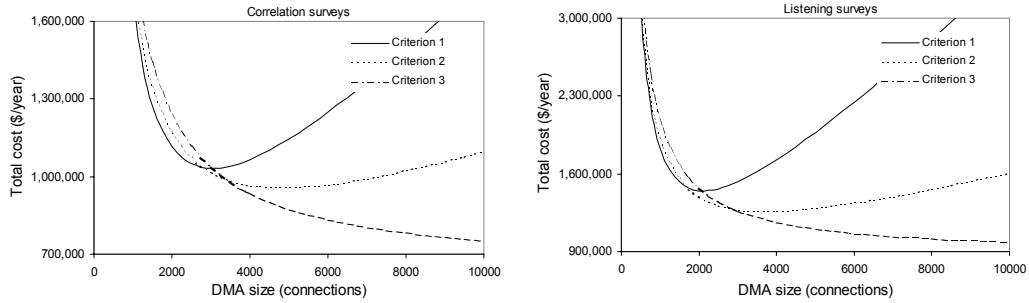 Correlation surveys
Total cost ($/year)
1,600,000
1,300,000
1,000,000
700,000
Criterion 1
Criterion 2
Criterion 3
0 2000 4000 6000 8000 10000
DMA size (connections)
Listening surveys
Total cost ($/year)
3,000,000
2,300,000
1,600,000
900,000
Criterion 1
Criterion 2
Criterion 3
0 2000 4000 6000 8000 10000
DMA size (connections)